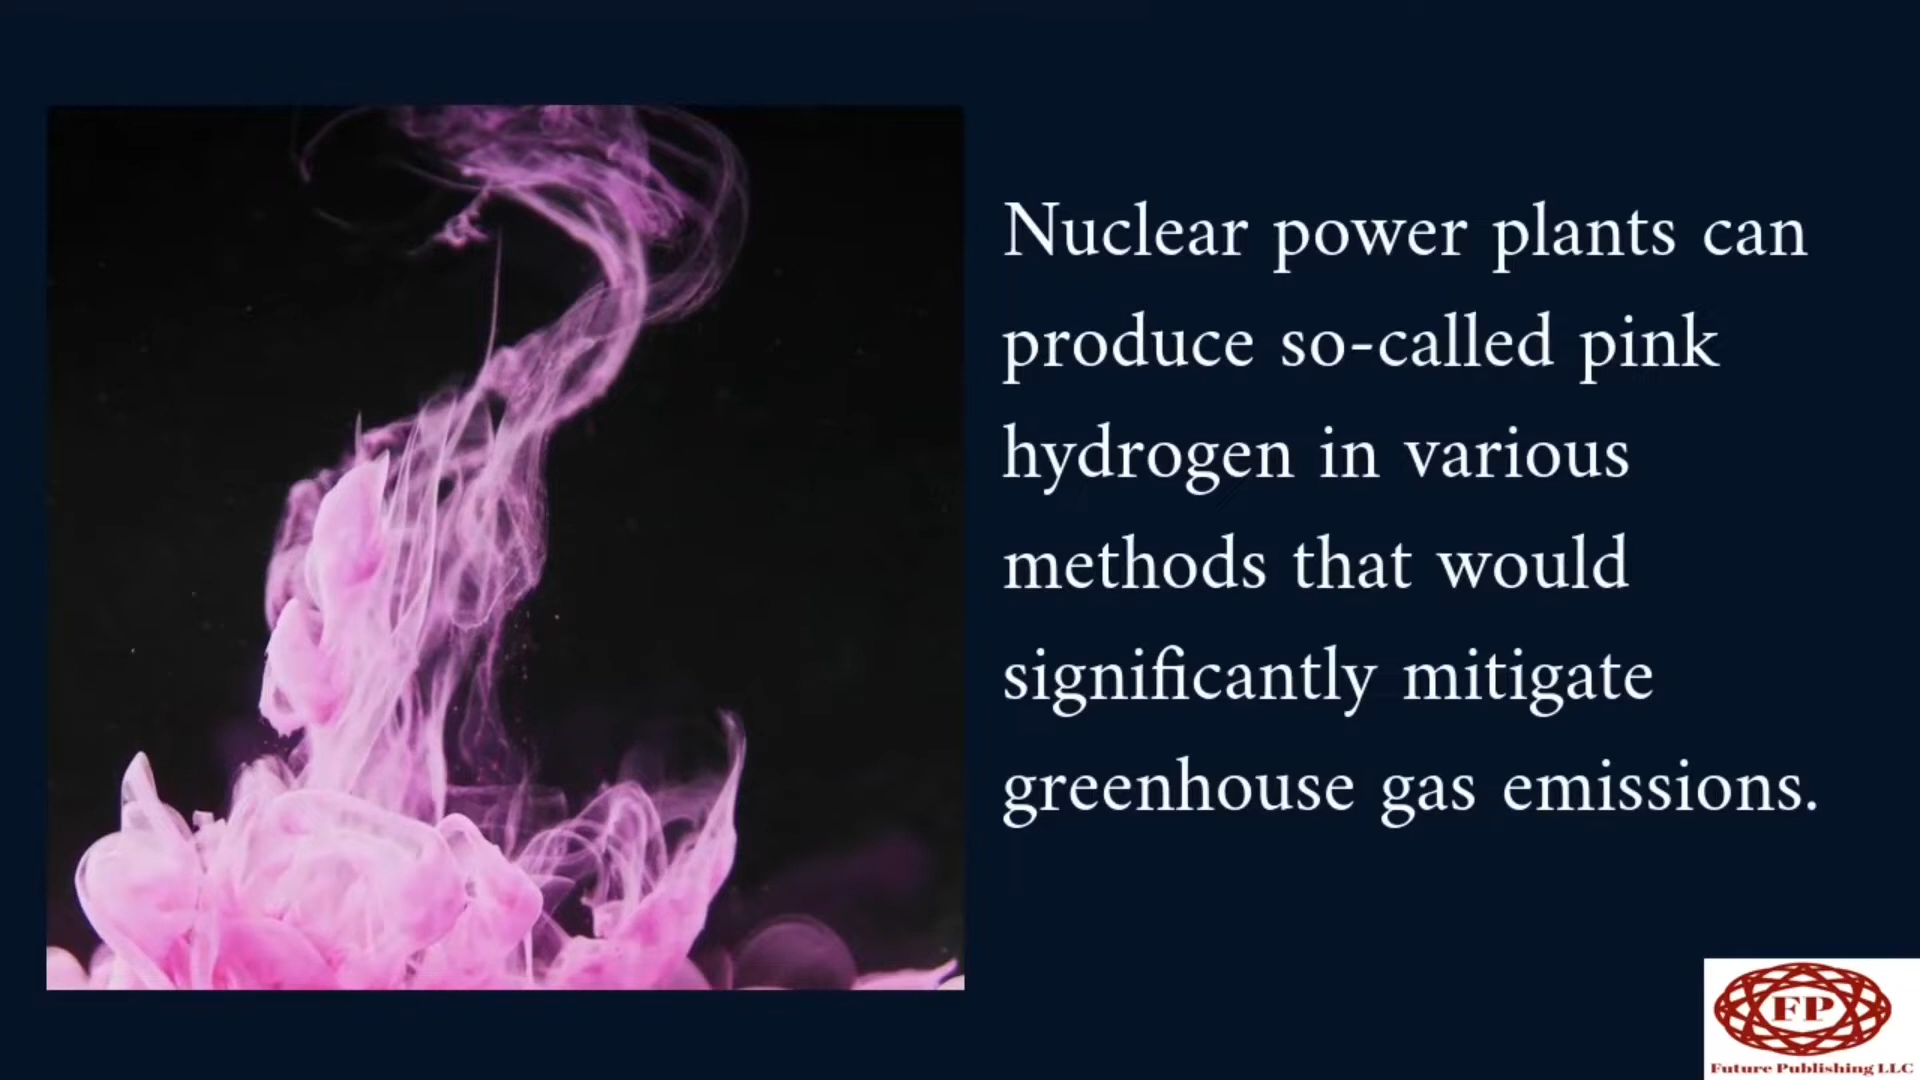 Nuclear power plants can
produce so-called pink
hydrogen in various
methods that would
significantly mitigate
greenhouse gas emissions.
FP
Future Publishing LLC